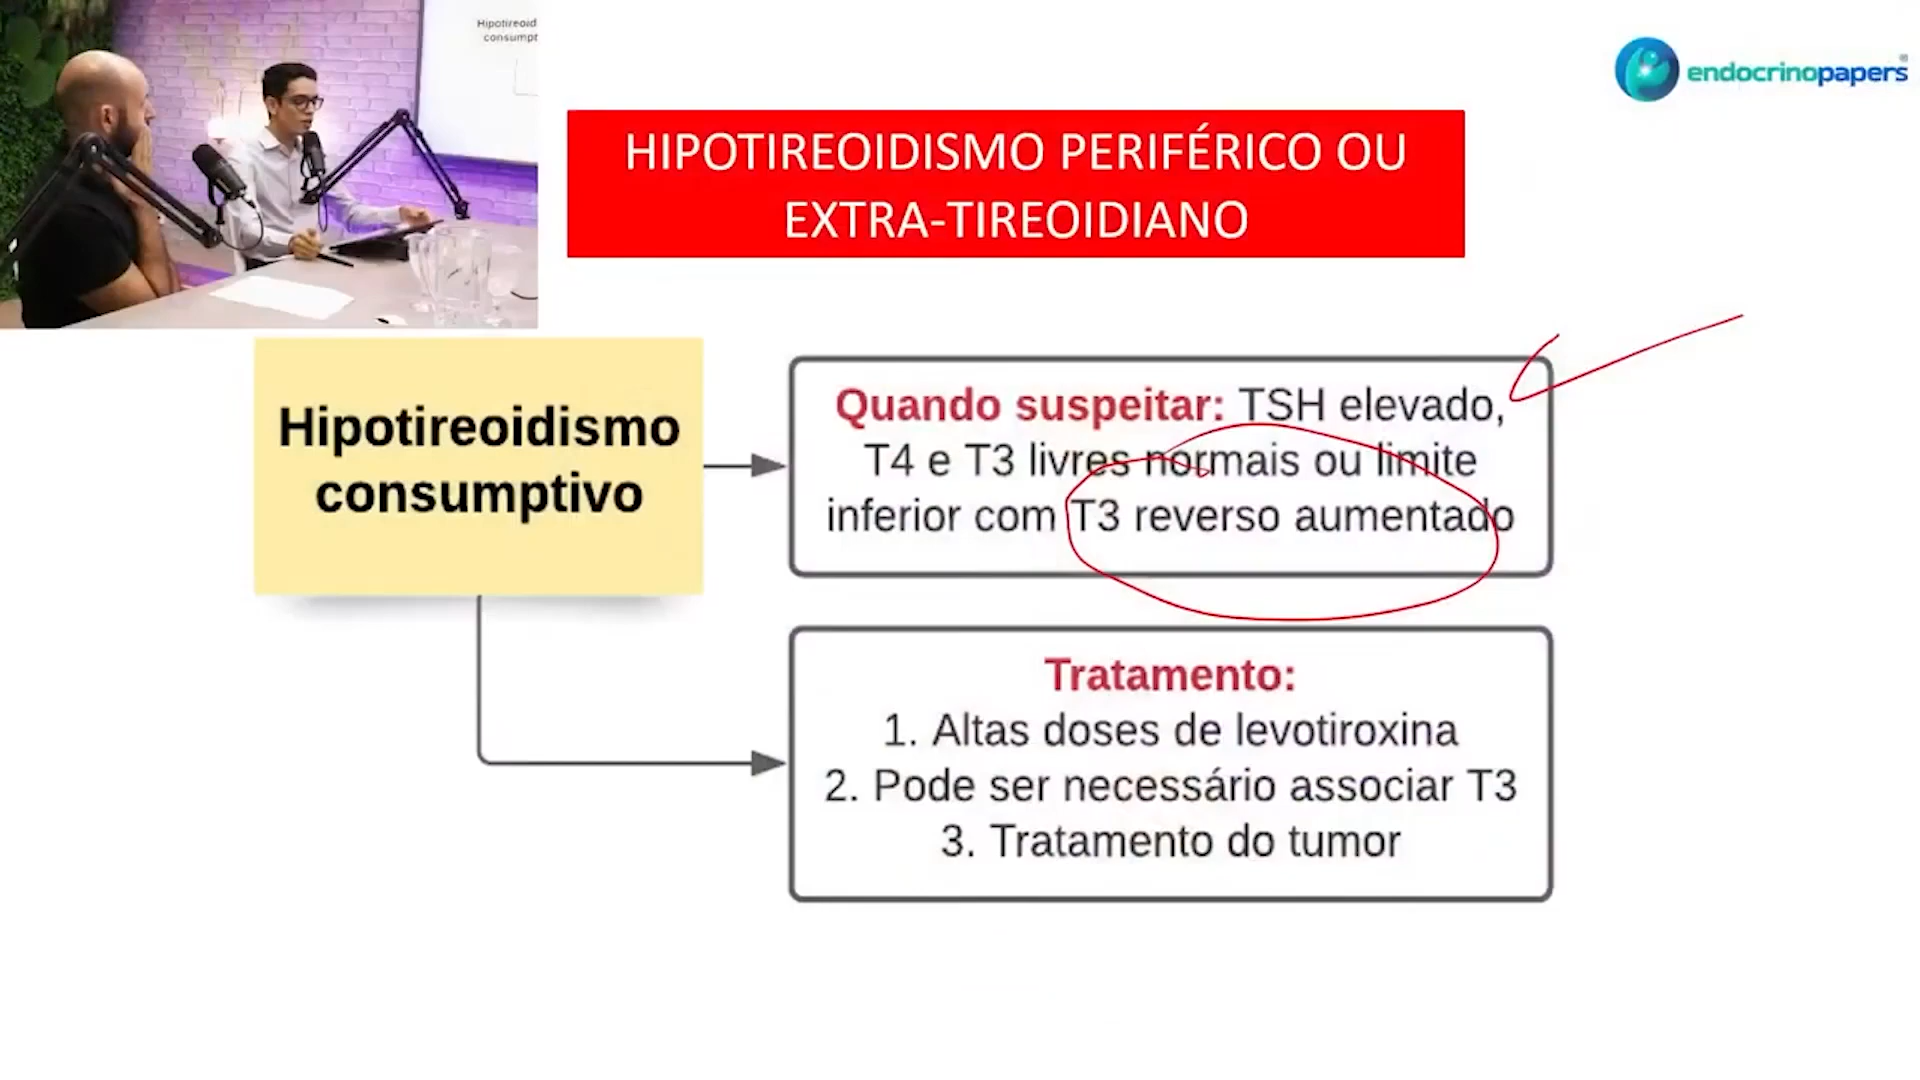 Hipotireoid
consumpt
endocrinopapers
HIPOTIREOIDISMO PERIFÉRICO OU
EXTRA-TIREOIDIANO
Hipotireoidismo
consumptivo
Quando suspeitar: TSH elevado,
T4 e T3 livres normais ou limite
inferior com T3 reverso aumentado
Tratamento:
1. Altas doses de levotiroxina
2. Pode ser necessário associar T3
3. Tratamento do tumor